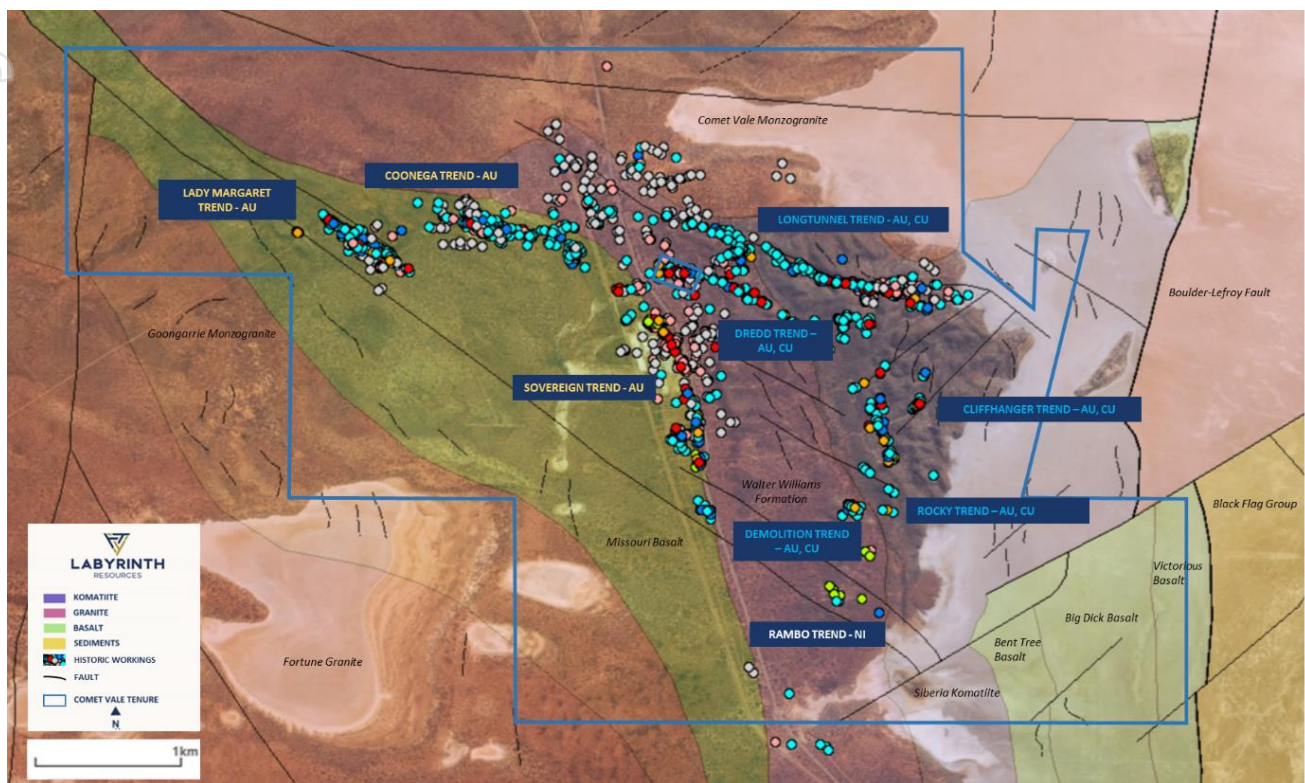 Comet Vale Monzogranite
COONEGA TREND - AU
LADY MARGARET
TREND - AU
LONGTUNNEL TREND - AU, CU
Boulder-Lefroy Fault
Goongarrie Monzogranite
DREDD TREND –
AU, CU
SOVEREIGN TREND - AU
CLIFFHANGER TREND – AU, CU
Walter Williams
Formation
Black Flag Group
ROCKY TREND – AU, CU
DEMOLITION TREND
– AU, CU
Missouri Basalt
Victorious
Basalt
Big Dick Basalt
RAMBO TREND - NI
Bent Tree
Basalt
Fortune Granite
Siberia Komatiite
LABYRINTH
RESOURCES
KOMATIITE
GRANITE
BASALT
SEDIMENTS
HISTORIC WORKINGS
FAULT
COMET VALE TENURE
N
1km